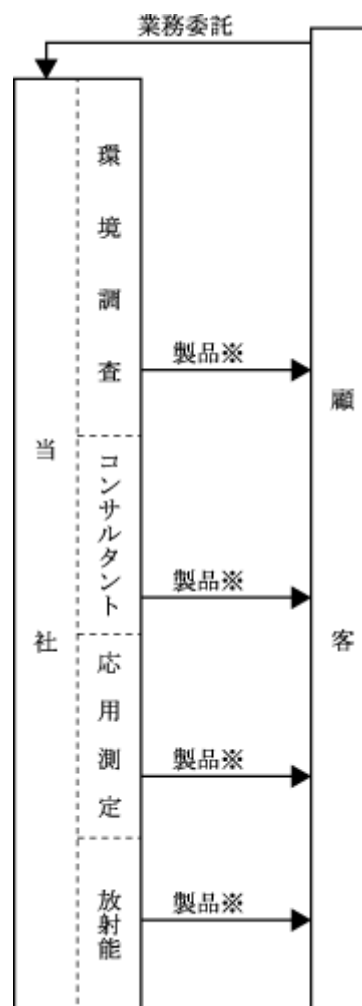 業務委託
当社
環境調査
製品※
コンサルタント
製品※
応用測定
製品※
放射能
製品※
顧客